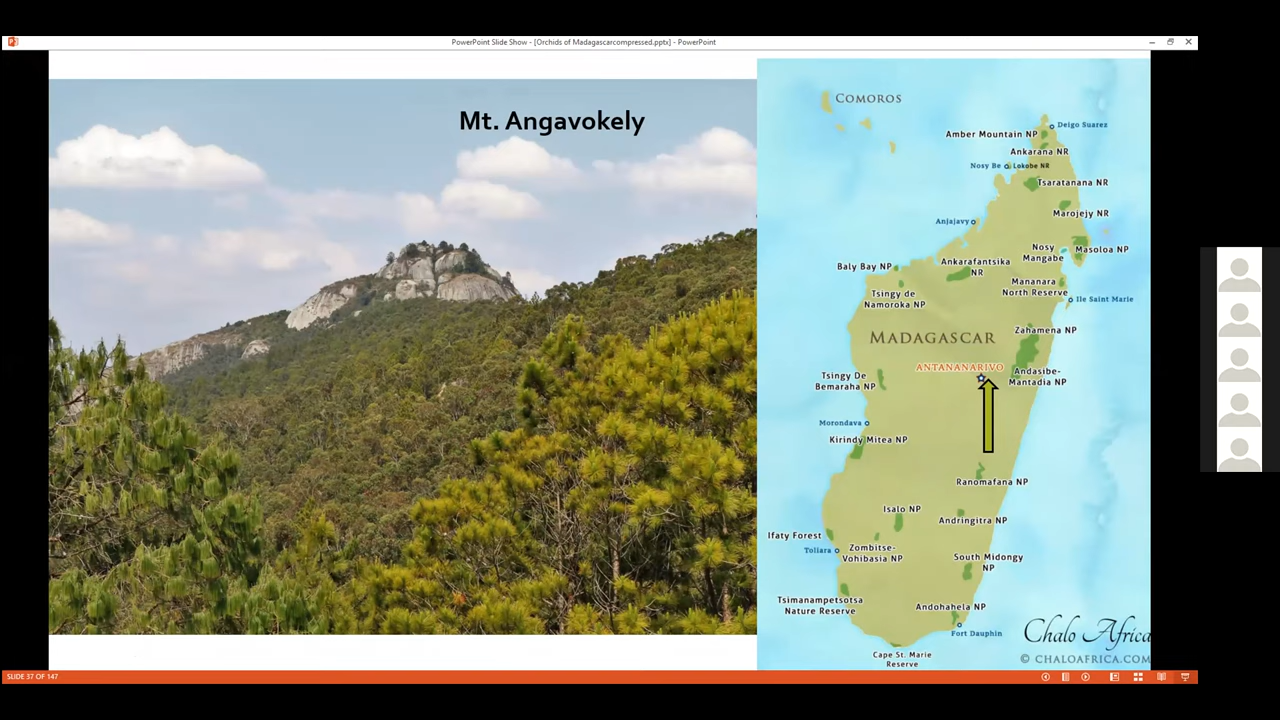 PowerPoint Slide Show - [Orchids of Madagascarcompressed.pptx] - PowerPoint
Mt. Angavokely
COMOROS
Deigo Suarez
Amber Mountain NP
Ankarana NR
Nosy Be
Lokobe NR
Tsaratanana NR
Marojejy NR
Anjajavy
Nosy
Mangabe
Masoloa NP
Baly Bay NP
Ankarafantsika
NR
Mananara
North Reserve
Tsingy de
Namoroka NP
Ile Saint Marie
MADAGASCAR
Zahamena NP
ANTANANARIVO
Andasibe-
Mantadia NP
Tsingy De
Bemaraha NP
Morondava
Kirindy Mitea NP
Ranomafana NP
Isalo NP
Andringitra NP
Ifaty Forest
Toliara
Zombitse-
Vohibasia NP
South Midongy
NP
Tsimanampetsotsa
Nature Reserve
Andohahela NP
Fort Dauphin
Cape St. Marie
Reserve
Chalo Africa
© CHALOAFRICA.COM
SLIDE 37 OF 147